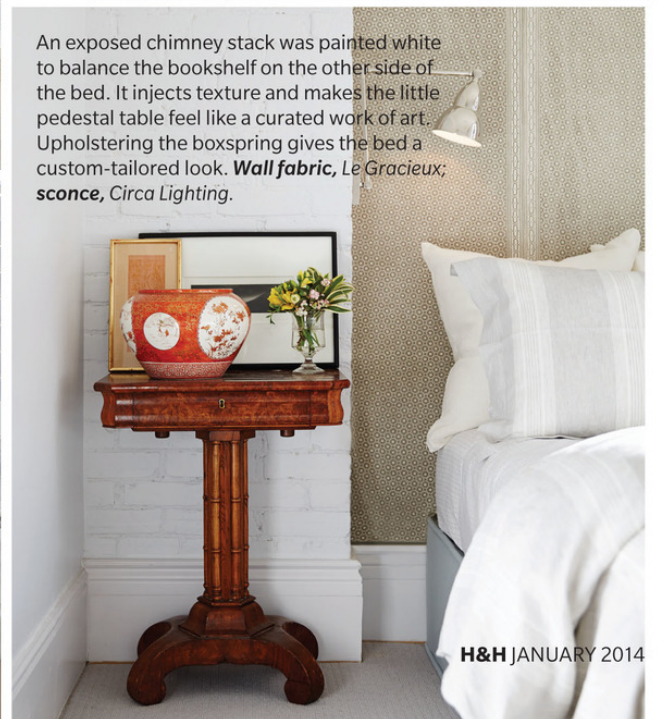 An exposed chimney stack was painted white
to balance the bookshelf on the other side of
the bed. It injects texture and makes the little
pedestal table feel like a curated work of art.
Upholstering the boxspring gives the bed a
custom-tailored look. Wall fabric, Le Gracieux;
sconce, Circa Lighting.
H&H JANUARY 2014